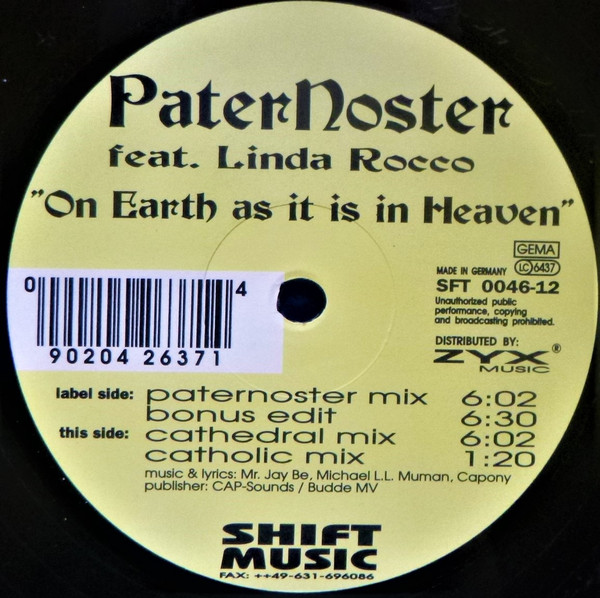 PaterNoster
feat. Linda Rocco
"On Earth as it is in Heaven"
GEMA
LC 6437
MADE IN GERMANY
SFT 0046-12
Unauthorized public
performance, copying
and broadcasting prohibited.
DISTRIBUTED BY:
ZYX®
MUSIC
0 90204 26371 4
label side: paternoster mix 6:02
bonus edit 6:30
this side: cathedral mix 6:02
catholic mix 1:20
music & lyrics: Mr. Jay Be, Michael L.L. Muman, Capony
publisher: CAP-Sounds / Budde MV
SHIFT
MUSIC
FAX: ++49-631-696086